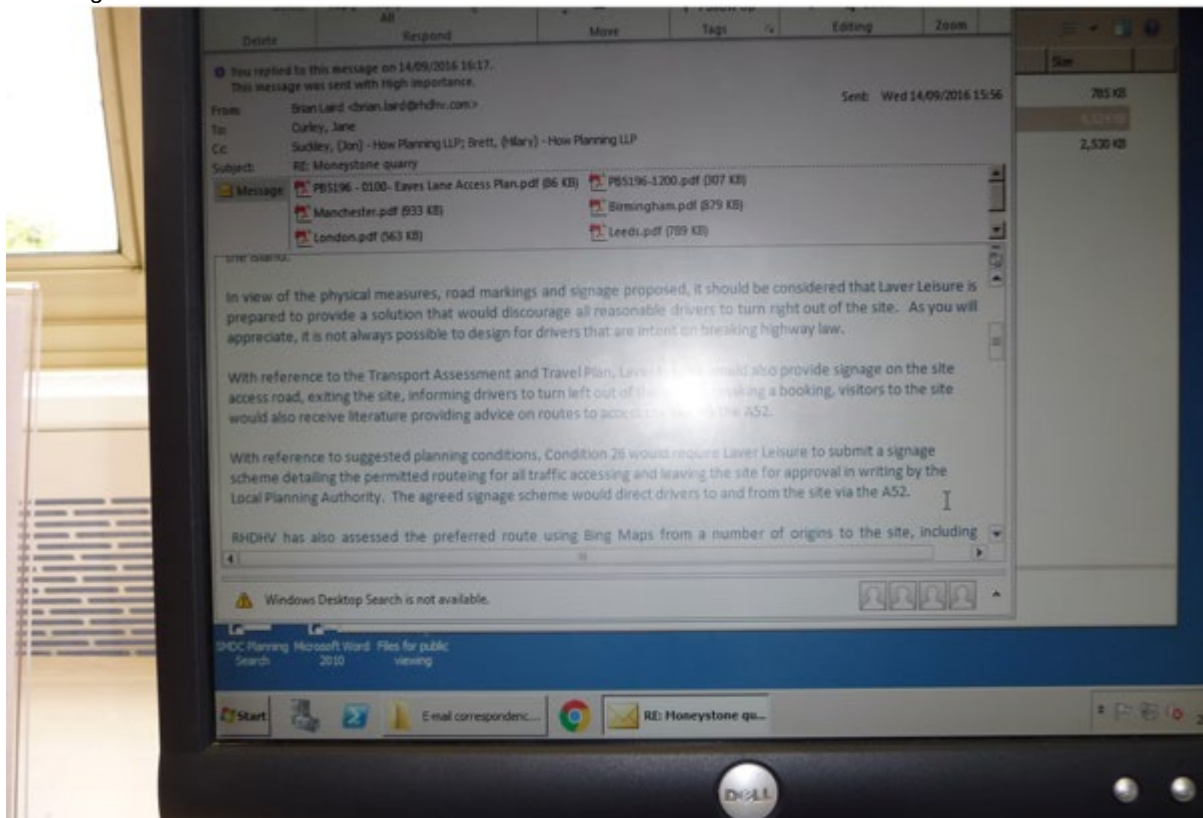 All
Delete Respond Move Tags Editing Zoom
You replied to this message on 14/09/2016 16:17.
This message was sent with High importance.
From: Brian Laird <brian.laird@rhdhv.com> Sent: Wed 14/09/2016 15:56
To: Curley, Jane
Cc: Suckley, (Jon) - How Planning LLP; Brett, (Hilary) - How Planning LLP
Subject: RE: Moneystone quarry
Message PB5196 - 0100- Eaves Lane Access Plan.pdf (86 KB) PB5196-1200.pdf (307 KB)
Manchester.pdf (933 KB) Birmingham.pdf (879 KB)
London.pdf (563 KB) Leeds.pdf (789 KB)
Size
785 KB
2,530 KB
the island.
In view of the physical measures, road markings and signage proposed, it should be considered that Laver Leisure is
prepared to provide a solution that would discourage all reasonable drivers to turn right out of the site. As you will
appreciate, it is not always possible to design for drivers that are intent on breaking highway law.
With reference to the Transport Assessment and Travel Plan, would also provide signage on the site
access road, exiting the site, informing drivers to turn left out of the making a booking, visitors to the site
would also receive literature providing advice on routes to access the A52.
With reference to suggested planning conditions, Condition 26 would require Laver Leisure to submit a signage
scheme detailing the permitted routeing for all traffic accessing and leaving the site for approval in writing by the
Local Planning Authority. The agreed signage scheme would direct drivers to and from the site via the A52.
RHDHV has also assessed the preferred route using Bing Maps from a number of origins to the site, including
Windows Desktop Search is not available.
SMDC Planning Search
Microsoft Word 2010
Files for public viewing
Start E-mail correspondenc... RE: Moneystone qu...
DELL